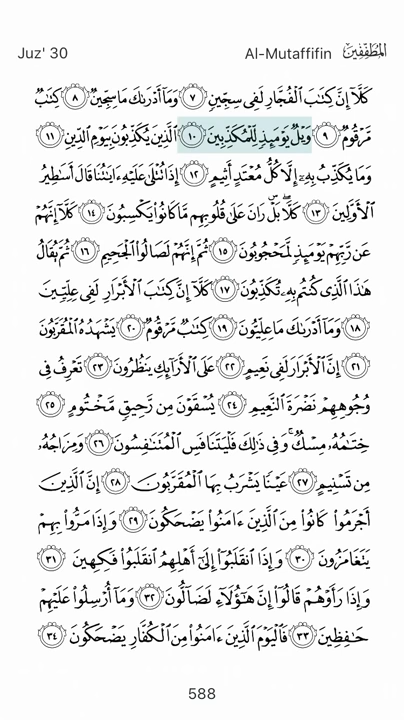 Juz' 30 Al-Mutaffifin المطففين
كَلَّآ إِنَّ كِتَـٰبَ ٱلْفُجَّارِ لَفِى سِجِّينٍ ٧ وَمَآ أَدْرَىٰكَ مَا سِجِّينٌ ٨ كِتَـٰبٌ
مَّرْقُومٌ ٩ وَيْلٌ يَوْمَئِذٍ لِّلْمُكَذِّبِينَ ١٠ ٱلَّذِينَ يُكَذِّبُونَ بِيَوْمِ ٱلدِّينِ ١١
وَمَا يُكَذِّبُ بِهِۦٓ إِلَّا كُلُّ مُعْتَدٍ أَثِيمٍ ١٢ إِذَا تُتْلَىٰ عَلَيْهِ ءَايَـٰتُنَا قَالَ أَسَـٰطِيرُ
ٱلْأَوَّلِينَ ١٣ كَلَّا ۖ بَلْ ۜ رَانَ عَلَىٰ قُلُوبِهِم مَّا كَانُوا۟ يَكْسِبُونَ ١٤ كَلَّآ إِنَّهُمْ
عَن رَّبِّهِمْ يَوْمَئِذٍ لَّمَحْجُوبُونَ ١٥ ثُمَّ إِنَّهُمْ لَصَالُوا۟ ٱلْجَحِيمِ ١٦ ثُمَّ يُقَالُ
هَـٰذَا ٱلَّذِى كُنتُم بِهِۦ تُكَذِّبُونَ ١٧ كَلَّآ إِنَّ كِتَـٰبَ ٱلْأَبْرَارِ لَفِى عِلِّيِّينَ
١٨ وَمَآ أَدْرَىٰكَ مَا عِلِّيُّونَ ١٩ كِتَـٰبٌ مَّرْقُومٌ ٢٠ يَشْهَدُهُ ٱلْمُقَرَّبُونَ
٢١ إِنَّ ٱلْأَبْرَارَ لَفِى نَعِيمٍ ٢٢ عَلَى ٱلْأَرَآئِكِ يَنظُرُونَ ٢٣ تَعْرِفُ فِى
وُجُوهِهِمْ نَضْرَةَ ٱلنَّعِيمِ ٢٤ يُسْقَوْنَ مِن رَّحِيقٍ مَّخْتُومٍ ٢٥
خِتَـٰمُهُۥ مِسْكٌ ۚ وَفِى ذَٰلِكَ فَلْيَتَنَافَسِ ٱلْمُتَنَـٰفِسُونَ ٢٦ وَمِزَاجُهُۥ
مِن تَسْنِيمٍ ٢٧ عَيْنًا يَشْرَبُ بِهَا ٱلْمُقَرَّبُونَ ٢٨ إِنَّ ٱلَّذِينَ
أَجْرَمُوا۟ كَانُوا۟ مِنَ ٱلَّذِينَ ءَامَنُوا۟ يَضْحَكُونَ ٢٩ وَإِذَا مَرُّوا۟ بِهِمْ
يَتَغَامَزُونَ ٣٠ وَإِذَا ٱنقَلَبُوٓا۟ إِلَىٰٓ أَهْلِهِمُ ٱنقَلَبُوا۟ فَكِهِينَ ٣١
وَإِذَا رَأَوْهُمْ قَالُوٓا۟ إِنَّ هَـٰٓؤُلَآءِ لَضَآلُّونَ ٣٢ وَمَآ أُرْسِلُوا۟ عَلَيْهِمْ
حَـٰفِظِينَ ٣٣ فَٱلْيَوْمَ ٱلَّذِينَ ءَامَنُوا۟ مِنَ ٱلْكُفَّارِ يَضْحَكُونَ ٣٤
588